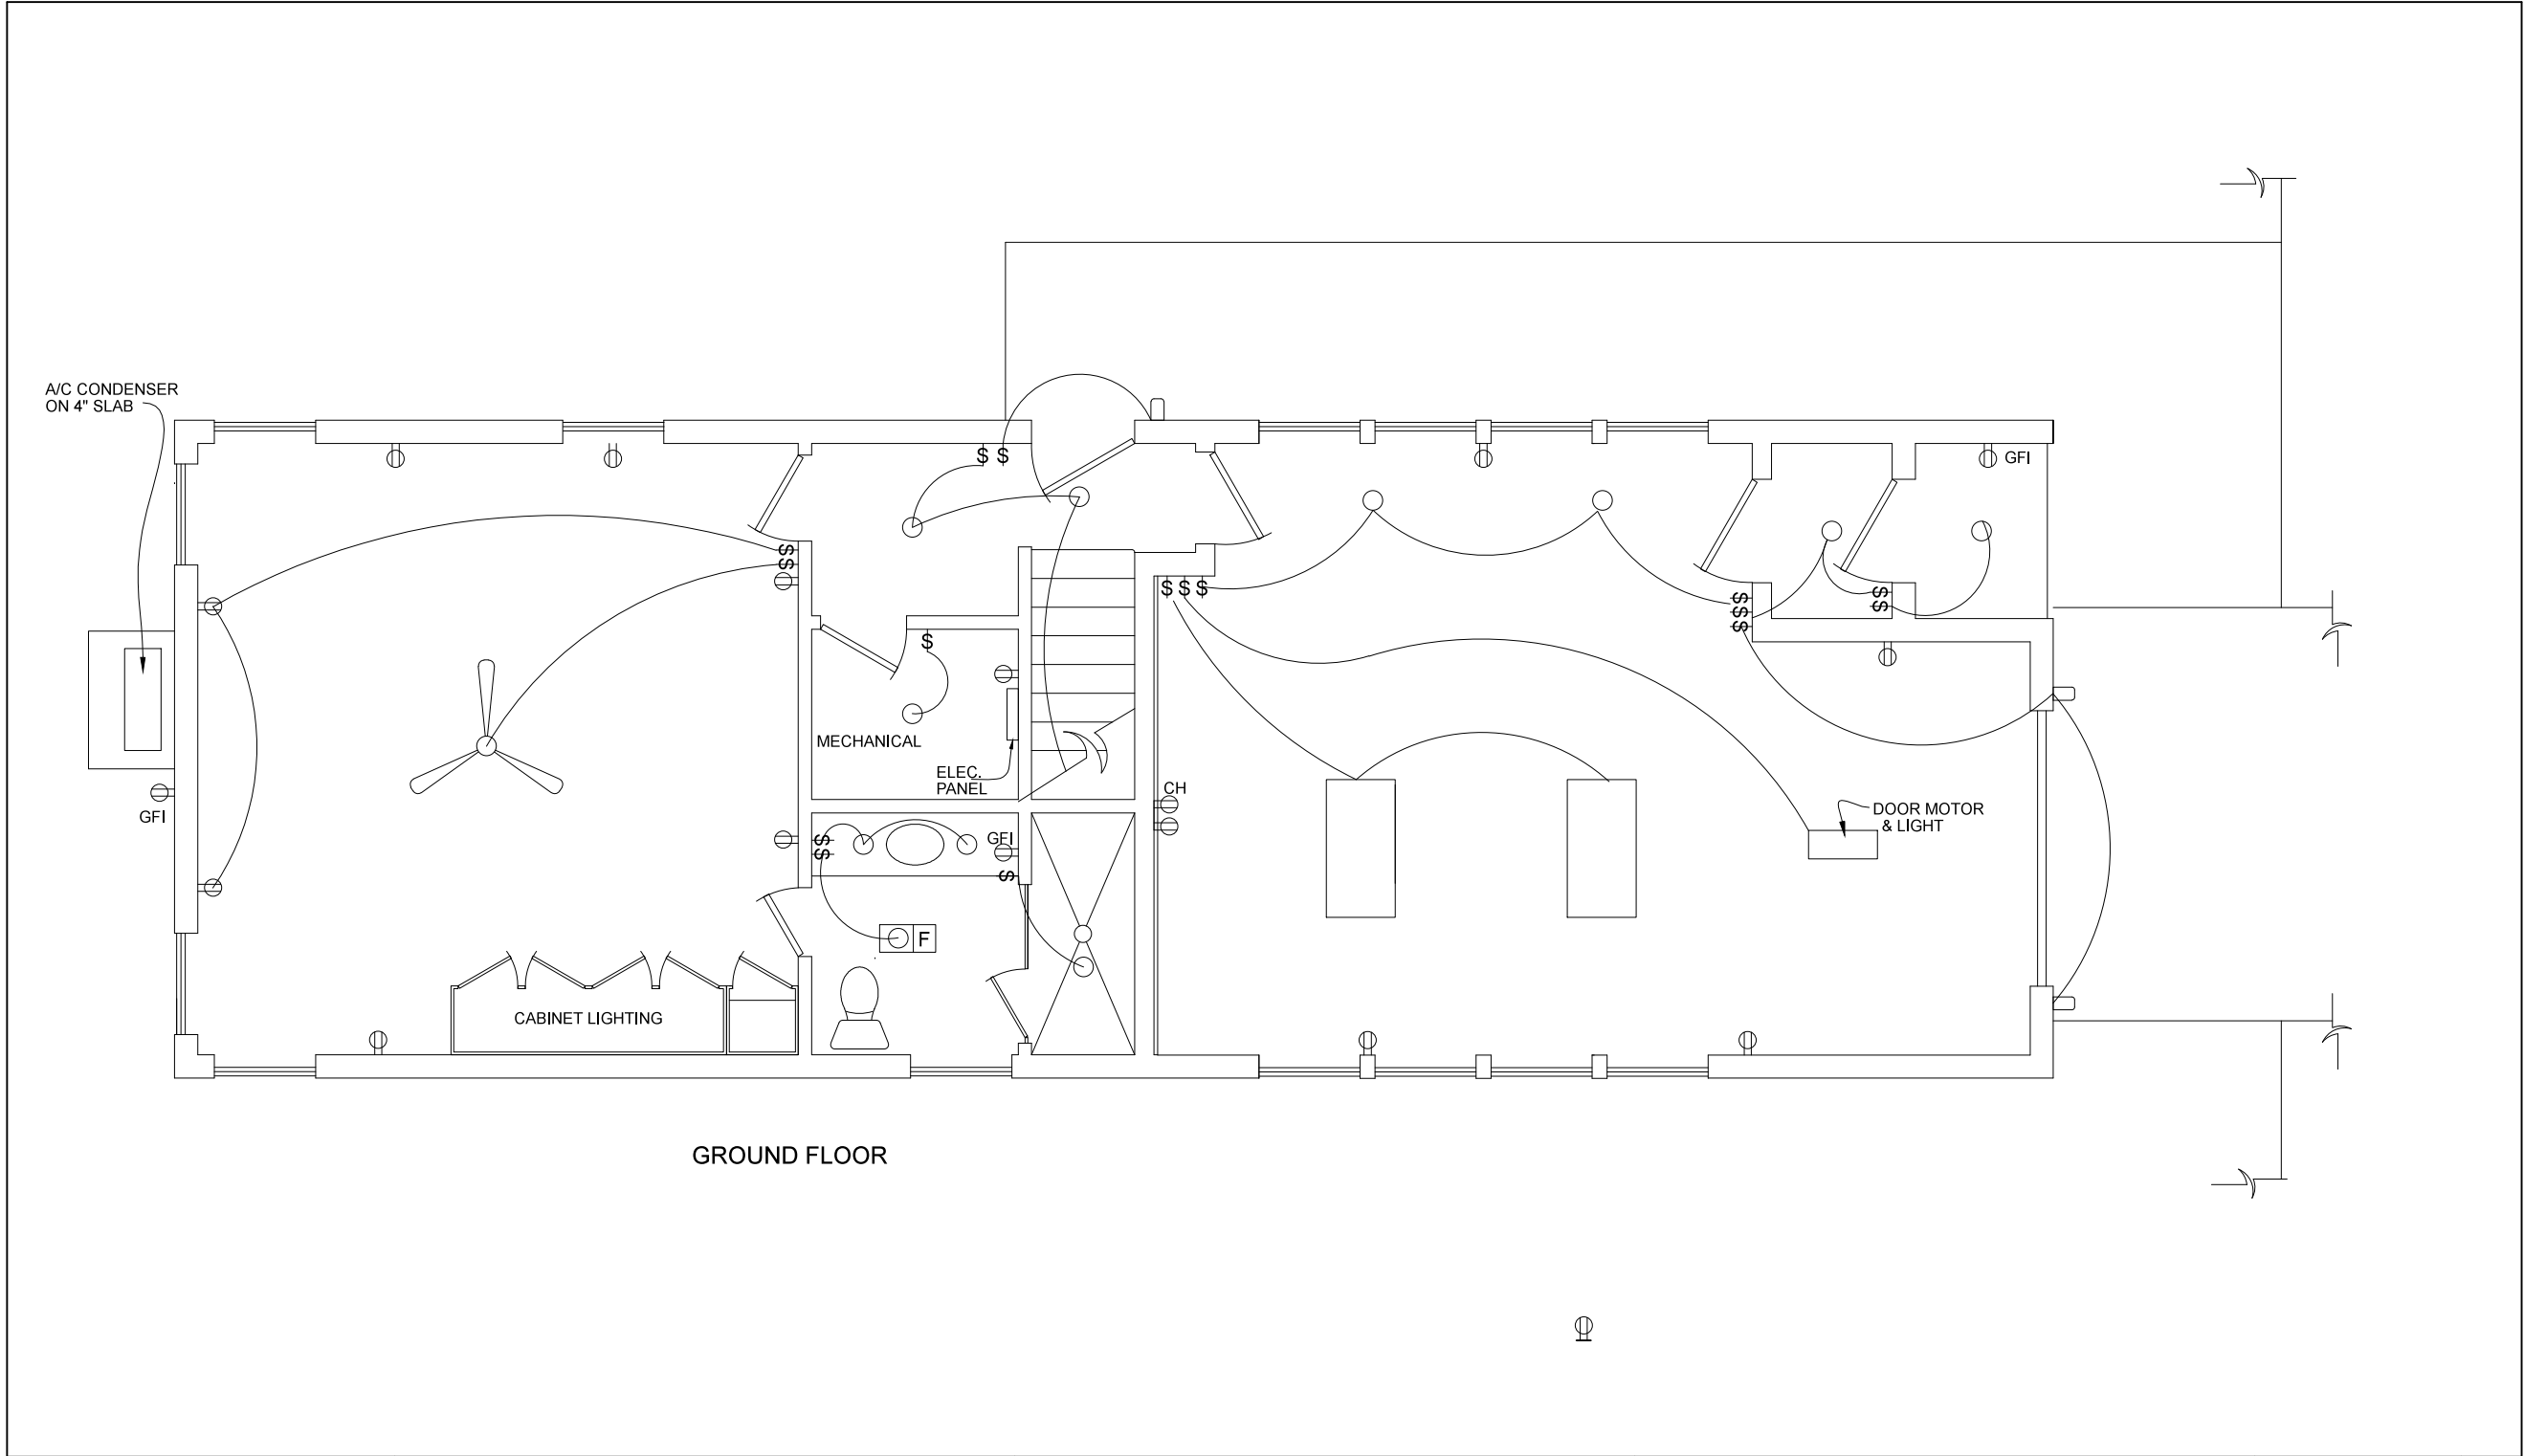 A/C CONDENSER
ON 4" SLAB
$ $
GFI
$
$
$ $ $
$
$
$
$
$
$
MECHANICAL
ELEC.
PANEL
CH
GFI
DOOR MOTOR
& LIGHT
GFI
$
$
$
F
CABINET LIGHTING
GROUND FLOOR